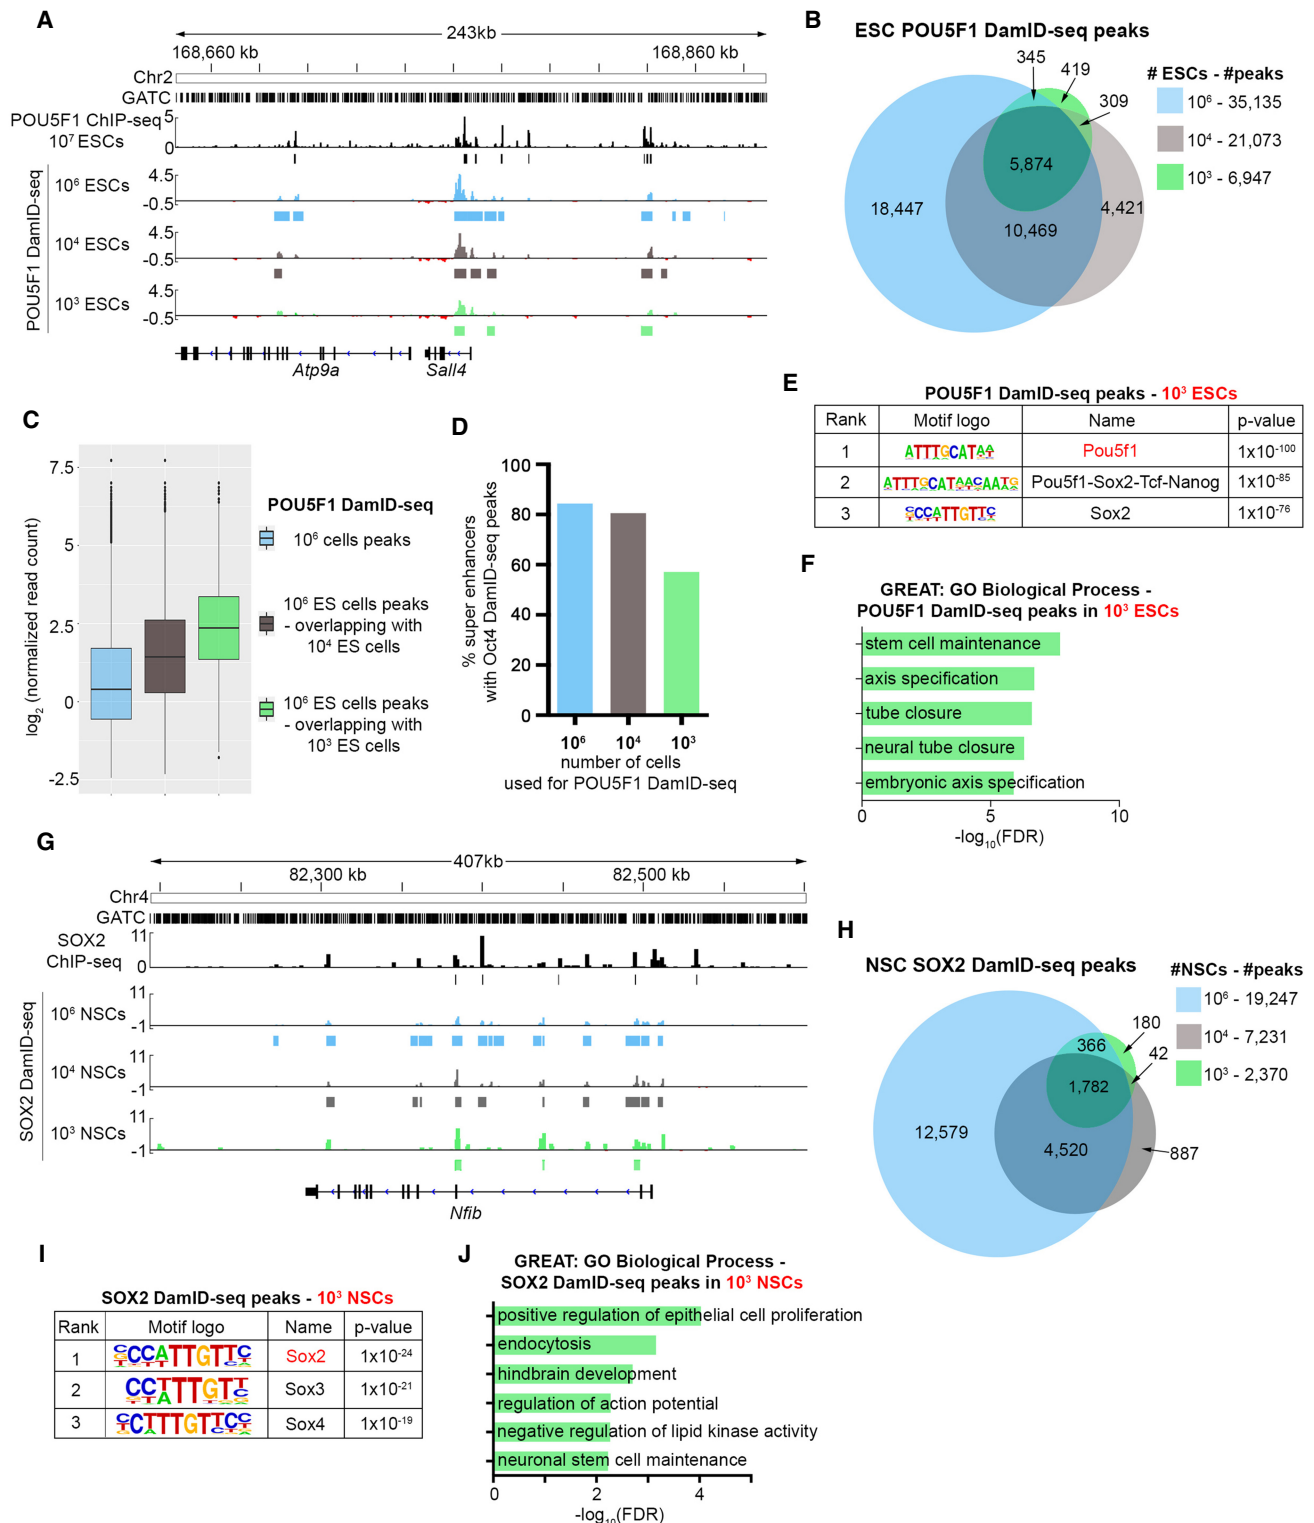 A
243kb
168,660 kb
168,860 kb
Chr2
GATC
POU5F1 ChIP-seq
10⁷ ESCs
5
0
POU5F1 DamID-seq
10⁶ ESCs
4.5
-0.5
10⁴ ESCs
4.5
-0.5
10³ ESCs
4.5
-0.5
Atp9a
Sall4
B
ESC POU5F1 DamID-seq peaks
345
419
309
5,874
18,447
4,421
10,469
# ESCs - #peaks
10⁶ - 35,135
10⁴ - 21,073
10³ - 6,947
C
log₂ (normalized read count)
7.5
5
2.5
0
-2.5
POU5F1 DamID-seq
10⁶ cells peaks
10⁶ ES cells peaks
- overlapping with
10⁴ ES cells
10⁶ ES cells peaks
- overlapping with
10³ ES cells
D
% super enhancers
with Oct4 DamID-seq peaks
100
80
60
40
20
0
10⁶ 10⁴ 10³
number of cells
used for POU5F1 DamID-seq
E
POU5F1 DamID-seq peaks - 10³ ESCs
Rank Motif logo Name p-value
1 ATTTGCATAA Pou5f1 1x10⁻¹⁰⁰
2 ATTTGCATAACAATG Pou5f1-Sox2-Tcf-Nanog 1x10⁻⁸⁵
3 CCCATTGTTC Sox2 1x10⁻⁷⁶
F
GREAT: GO Biological Process -
POU5F1 DamID-seq peaks in 10³ ESCs
stem cell maintenance
axis specification
tube closure
neural tube closure
embryonic axis specification
0 5 10
-log₁₀(FDR)
G
407kb
82,300 kb
82,500 kb
Chr4
GATC
SOX2
ChIP-seq
11
0
SOX2 DamID-seq
10⁶ NSCs
11
-1
10⁴ NSCs
11
-1
10³ NSCs
11
-1
Nfib
H
NSC SOX2 DamID-seq peaks
180
366
42
1,782
12,579
4,520
887
#NSCs - #peaks
10⁶ - 19,247
10⁴ - 7,231
10³ - 2,370
I
SOX2 DamID-seq peaks - 10³ NSCs
Rank Motif logo Name p-value
1 CCCATTGTTC Sox2 1x10⁻²⁴
2 CCTTTGTT Sox3 1x10⁻²¹
3 CCTTTGTTCC Sox4 1x10⁻¹⁹
J
GREAT: GO Biological Process -
SOX2 DamID-seq peaks in 10³ NSCs
positive regulation of epithelial cell proliferation
endocytosis
hindbrain development
regulation of action potential
negative regulation of lipid kinase activity
neuronal stem cell maintenance
0 2 4
-log₁₀(FDR)